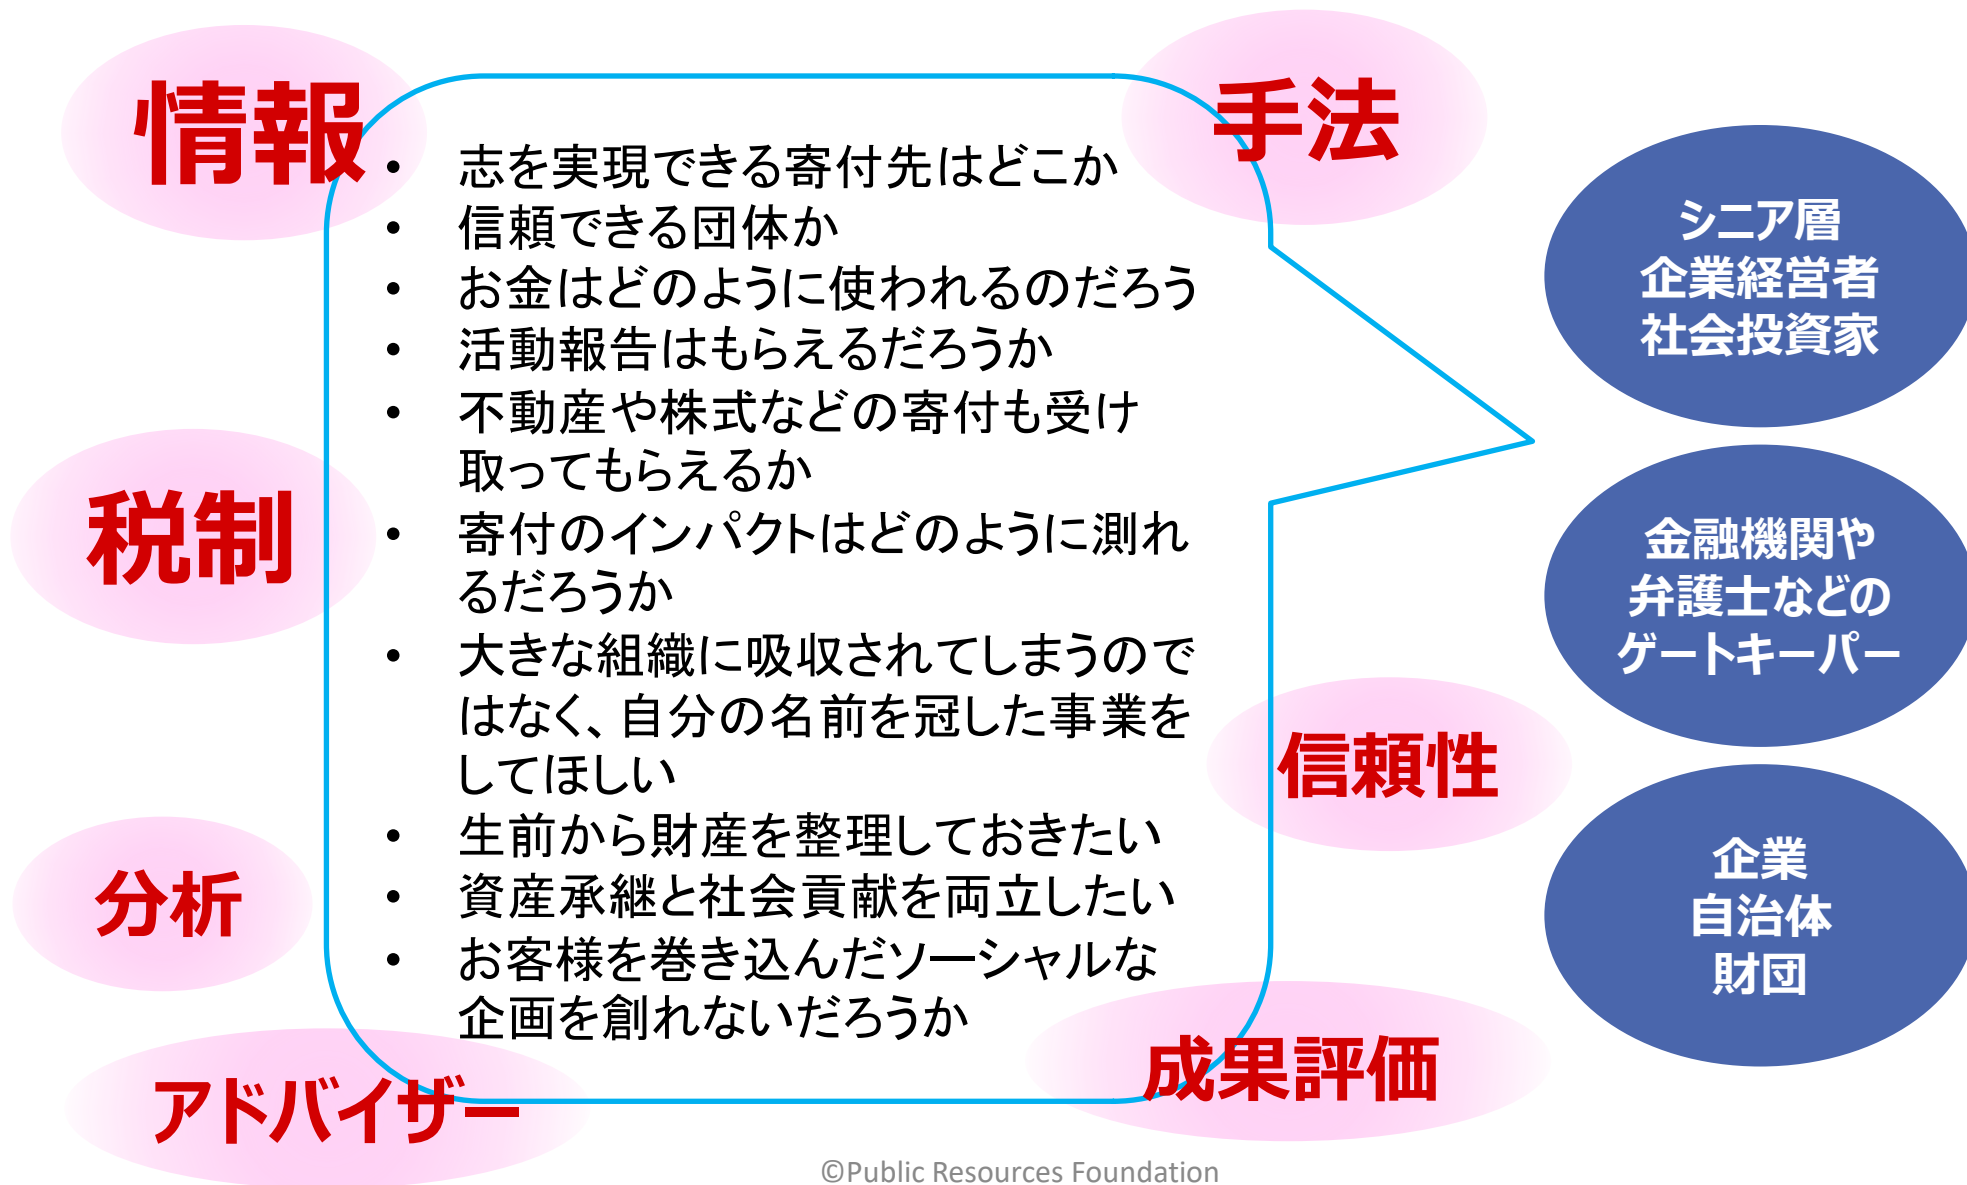 情報
手法
• 志を実現できる寄付先はどこか
• 信頼できる団体か
• お金はどのように使われるのだろう
• 活動報告はもらえるだろうか
• 不動産や株式などの寄付も受け
取ってもらえるか
• 寄付のインパクトはどのように測れ
るだろうか
• 大きな組織に吸収されてしまうので
はなく、自分の名前を冠した事業を
してほしい
• 生前から財産を整理しておきたい
• 資産承継と社会貢献を両立したい
• お客様を巻き込んだソーシャルな
企画を創れないだろうか
税制
分析
アドバイザー
信頼性
成果評価
シニア層
企業経営者
社会投資家
金融機関や
弁護士などの
ゲートキーパー
企業
自治体
財団
©Public Resources Foundation